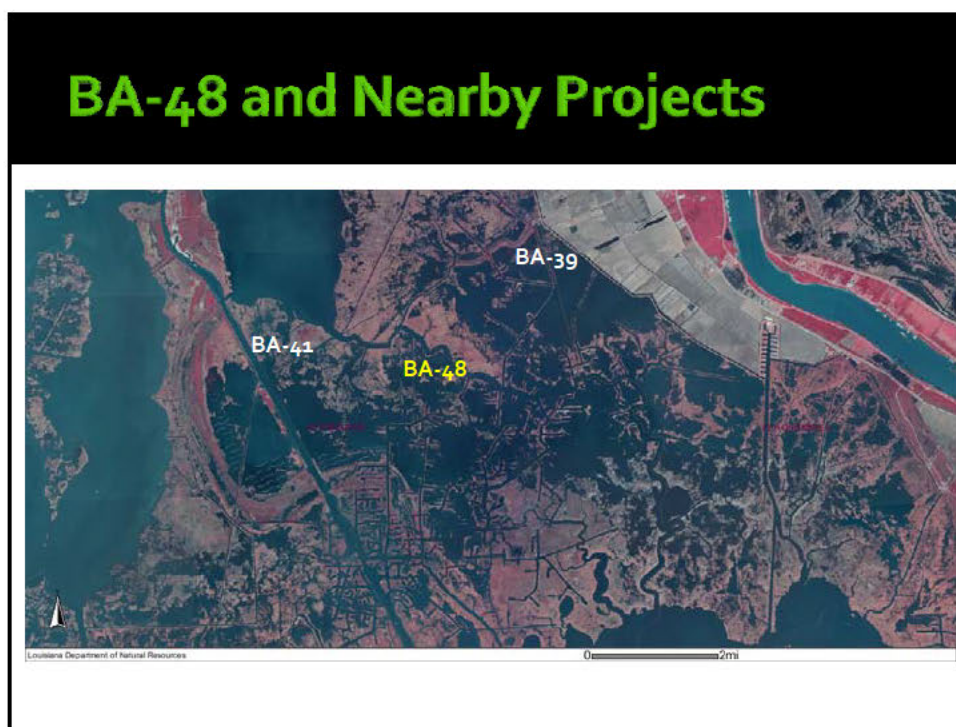 BA-48 and Nearby Projects
BA-39
BA-41
BA-48
Louisiana Department of Natural Resources
0 2mi